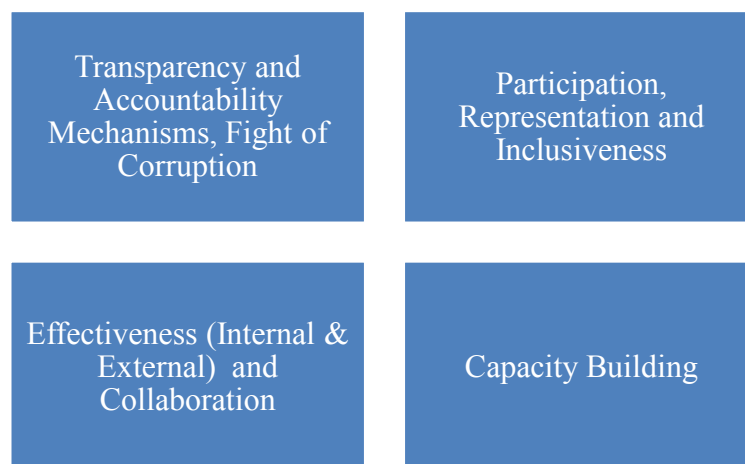 Transparency and
Accountability
Mechanisms, Fight of
Corruption
Participation,
Representation and
Inclusiveness
Effectiveness (Internal &
External)  and
Collaboration
Capacity Building